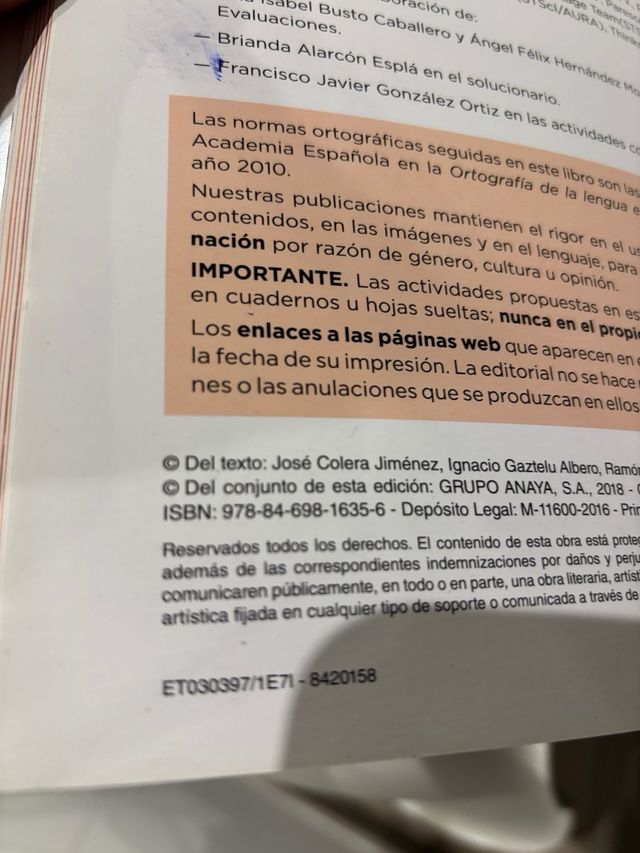 oración de:
Isabel Busto Caballero y Ángel Félix Hernández
Evaluaciones.
— Brianda Alarcón Esplá en el solucionario.
— Francisco Javier González Ortiz en las actividades
Las normas ortográficas seguidas en este libro son las
Academia Española en la Ortografía de la lengua
año 2010.
Nuestras publicaciones mantienen el rigor en el
contenidos, en las imágenes y en el lenguaje, para
nación por razón de género, cultura u opinión.
IMPORTANTE. Las actividades propuestas en
en cuadernos u hojas sueltas; nunca en el
Los enlaces a las páginas web que aparecen en
la fecha de su impresión. La editorial no se hace
nes o las anulaciones que se produzcan en ellos
© Del texto: José Colera Jiménez, Ignacio Gaztelu Albero,
© Del conjunto de esta edición: GRUPO ANAYA, S.A., 2018 -
ISBN: 978-84-698-1635-6 - Depósito Legal: M-11600-2016 -
Reservados todos los derechos. El contenido de esta obra está
además de las correspondientes indemnizaciones por daños y
comunicaren públicamente, en todo o en parte, una obra literaria,
artística fijada en cualquier tipo de soporte o comunicada a través de
ET030397/1E7I - 8420158